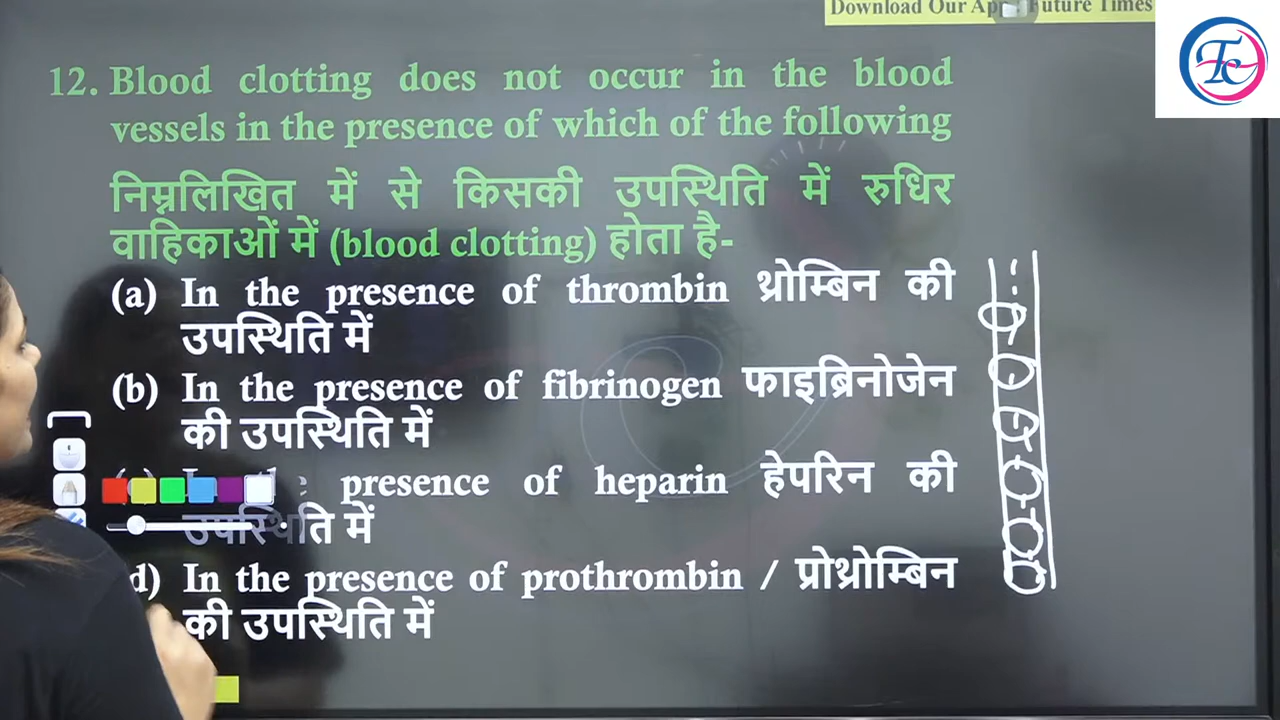 Download Our App : Future Times
12. Blood clotting does not occur in the blood
vessels in the presence of which of the following
निम्नलिखित में से किसकी उपस्थिति में रुधिर
वाहिकाओं में (blood clotting) होता है-
(a) In the presence of thrombin थ्रोम्बिन की
उपस्थिति में
(b) In the presence of fibrinogen फाइब्रिनोजेन
की उपस्थिति में
presence of heparin हेपरिन की
उपस्थिति में
d) In the presence of prothrombin / प्रोथ्रोम्बिन
की उपस्थिति में